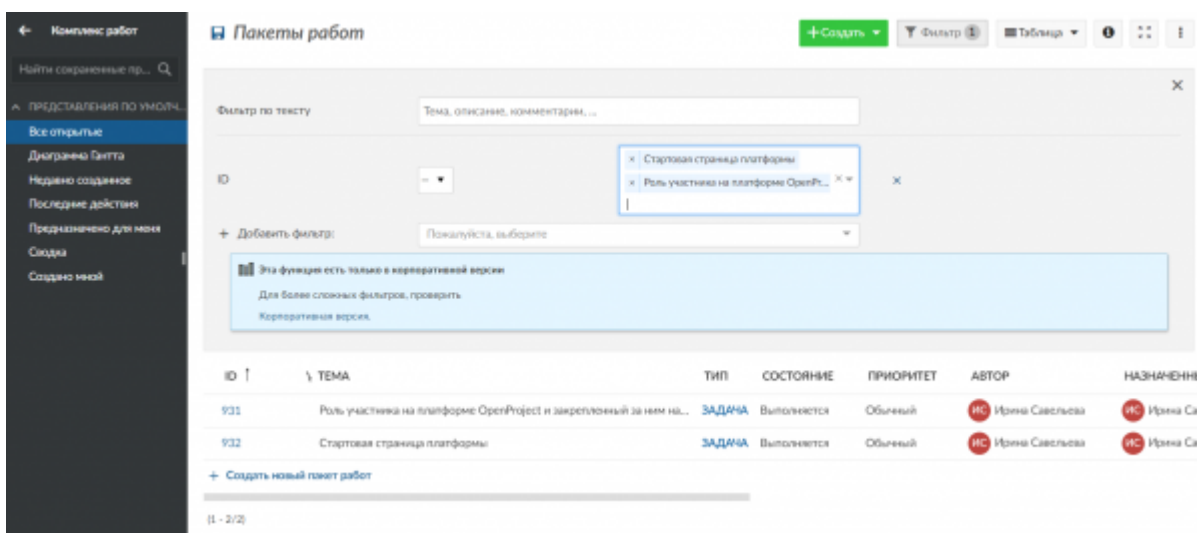 Комплекс работ
Пакеты работ
+ Создать
Фильтр 1
Таблица
Найти сохраненные пр...
ПРЕДСТАВЛЕНИЯ ПО УМОЛЧ...
Все открытые
Диаграмма Гантта
Недавно созданное
Последние действия
Предназначено для меня
Сводка
Создано мной
Фильтр по тексту
Тема, описание, комментарии, ...
ID
× Стартовая страница платформы
× Роль участника на платформе OpenPr...
+ Добавить фильтр:
Пожалуйста, выберите
Эта функция есть только в корпоративной версии
Для более сложных фильтров, проверить
Корпоративная версия.
ID ТЕМА ТИП СОСТОЯНИЕ ПРИОРИТЕТ АВТОР НАЗНАЧЕНН
931 Роль участника на платформе OpenProject и закрепленный за ним на... ЗАДАЧА Выполняется Обычный ИС Ирина Савельева ИС Ирина Са
932 Стартовая страница платформы ЗАДАЧА Выполняется Обычный ИС Ирина Савельева ИС Ирина Са
+ Создать новый пакет работ
(1 - 2/2)